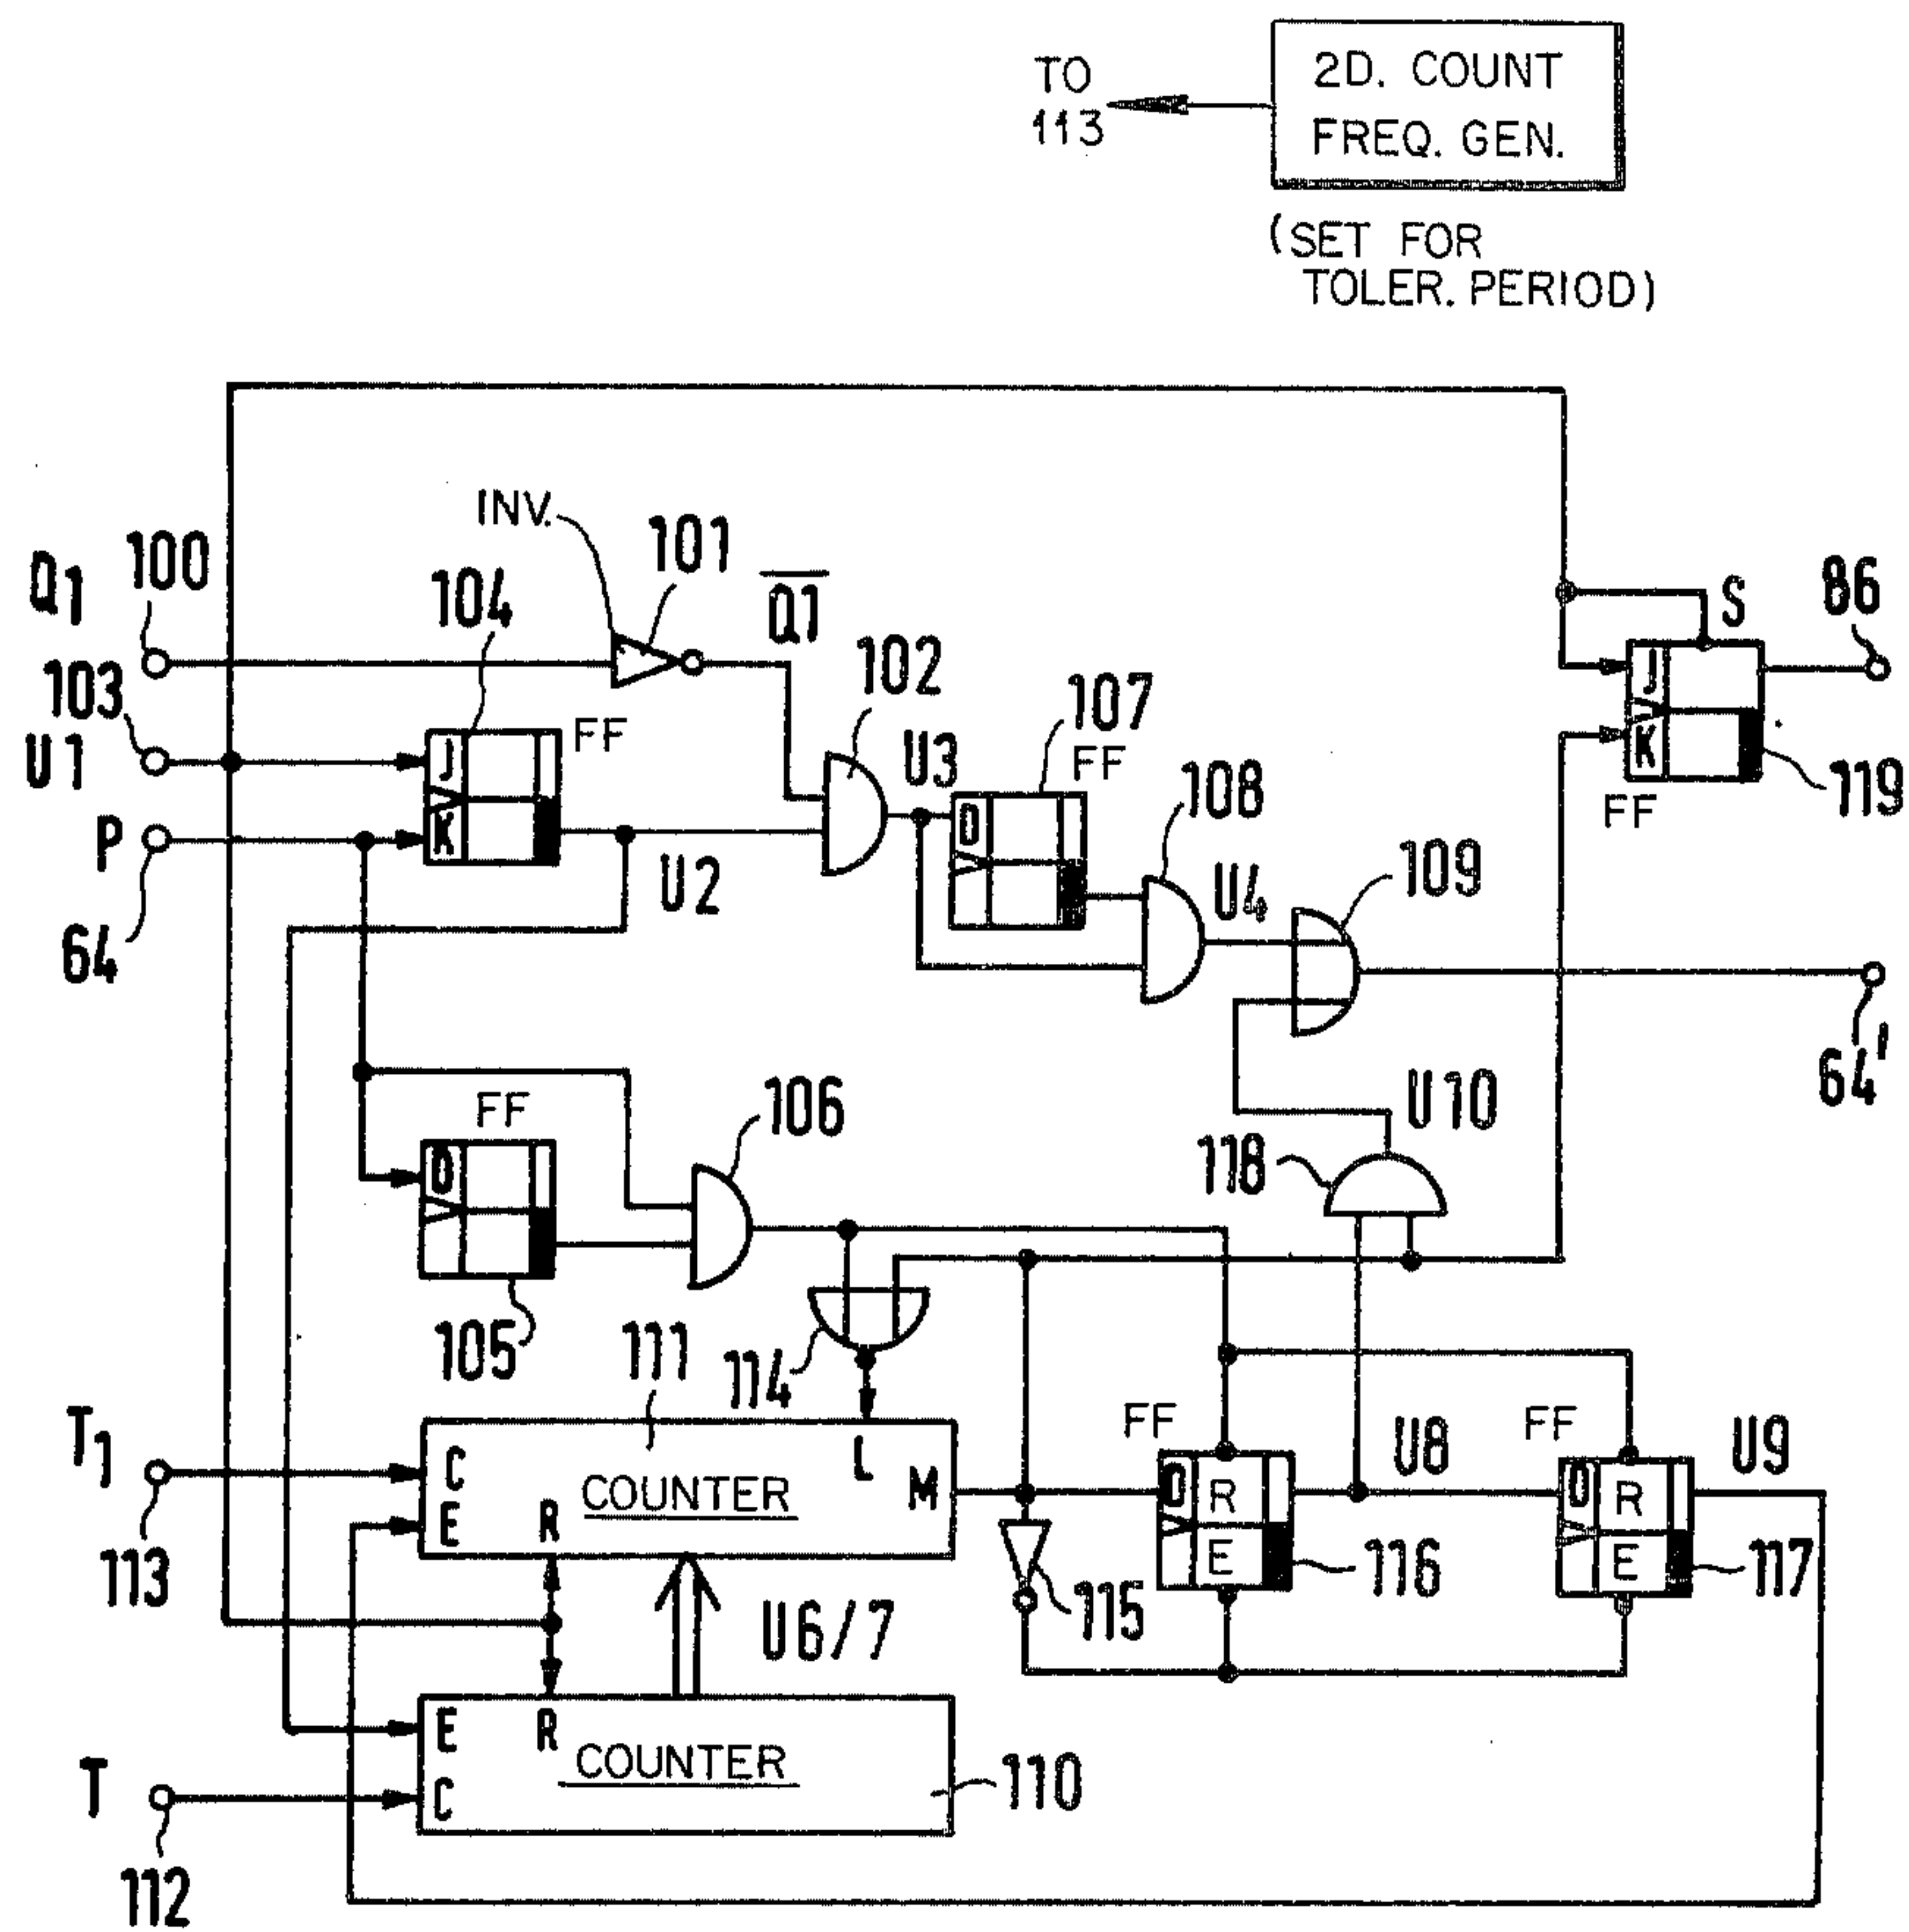 TO
113
2D. COUNT
FREQ. GEN.
(SET FOR
TOLER. PERIOD)
INV.
101
Q1
100
104
Q1
102
S
86
103
U1
FF
J
K
U3
107
FF
108
J
K
119
FF
P
64
U2
D
U4
109
64'
FF
106
U10
118
D
105
111
114
T1
113
C
E
R
COUNTER
L
M
FF
D
R
E
116
U8
FF
D
R
E
117
U9
115
U6/7
E
R
C
COUNTER
110
T
112